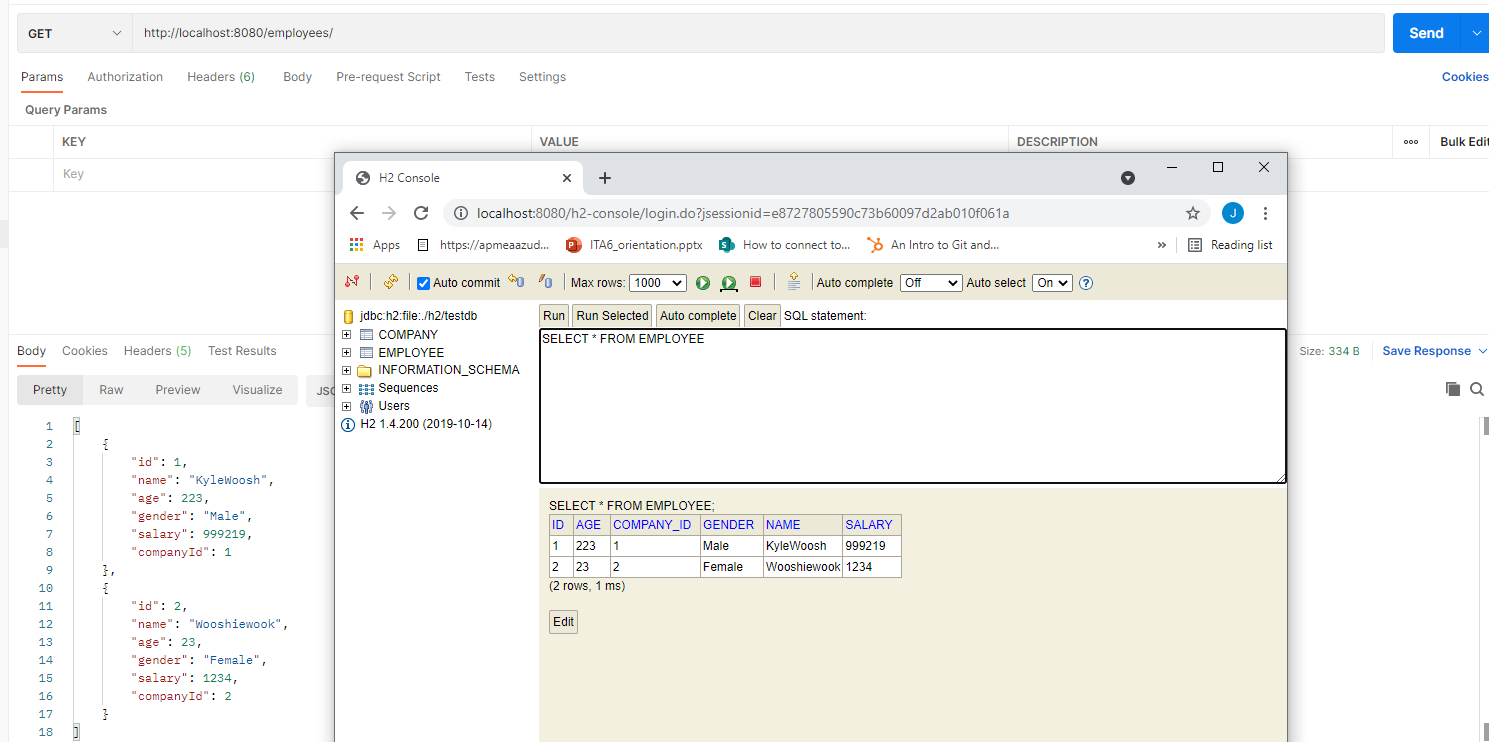 GET http://localhost:8080/employees/ Send
Params Authorization Headers (6) Body Pre-request Script Tests Settings Cookies
Query Params
KEY VALUE DESCRIPTION Bulk Edit
Key
H2 Console
localhost:8080/h2-console/login.do?jsessionid=e8727805590c73b60097d2ab010f061a J
Apps https://apmeaazud... ITA6_orientation.pptx How to connect to... An Intro to Git and... » Reading list
Auto commit Max rows: 1000 Auto complete Off Auto select On
jdbc:h2:file:./h2/testdb
COMPANY
EMPLOYEE
INFORMATION_SCHEMA
Sequences
Users
H2 1.4.200 (2019-10-14)
Run Run Selected Auto complete Clear SQL statement:
SELECT * FROM EMPLOYEE
SELECT * FROM EMPLOYEE;
ID AGE COMPANY_ID GENDER NAME SALARY
1 223 1 Male KyleWoosh 999219
2 23 2 Female Wooshiewook 1234
(2 rows, 1 ms)
Edit
Body Cookies Headers (5) Test Results Size: 334 B Save Response
Pretty Raw Preview Visualize
1 [
2 {
3 "id": 1,
4 "name": "KyleWoosh",
5 "age": 223,
6 "gender": "Male",
7 "salary": 999219,
8 "companyId": 1
9 },
10 {
11 "id": 2,
12 "name": "Wooshiewook",
13 "age": 23,
14 "gender": "Female",
15 "salary": 1234,
16 "companyId": 2
17 }
18 ]